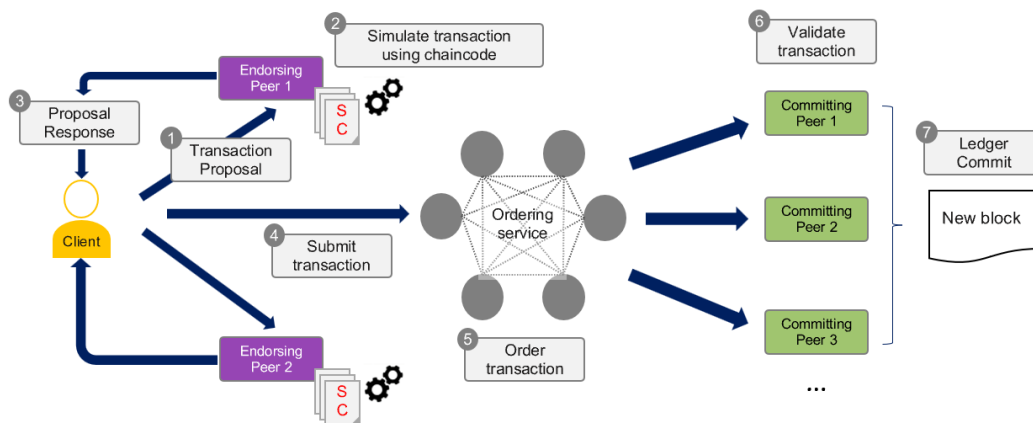 2
Simulate transaction
using chaincode
6
Validate
transaction
Endorsing
Peer 1
S
C
3
Proposal
Response
1
Transaction
Proposal
Committing
Peer 1
7
Ledger
Commit
Client
4
Submit
transaction
Ordering
service
Committing
Peer 2
New block
Endorsing
Peer 2
S
C
5
Order
transaction
Committing
Peer 3
...